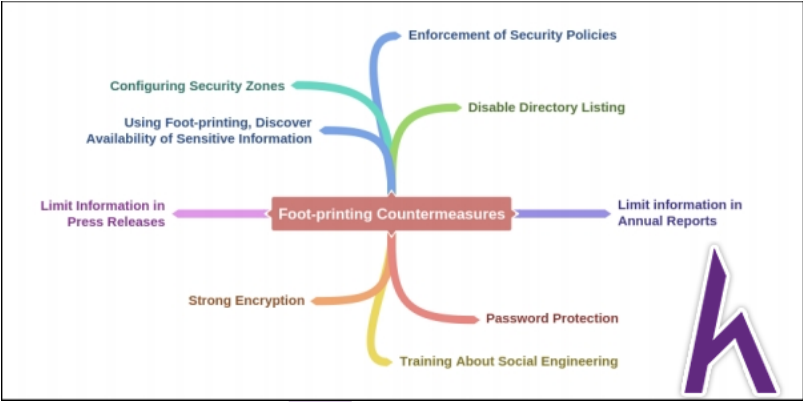 Enforcement of Security Policies
Configuring Security Zones
Disable Directory Listing
Using Foot-printing, Discover
Availability of Sensitive Information
Limit Information in
Press Releases
Foot-printing Countermeasures
Limit information in
Annual Reports
Strong Encryption
Password Protection
Training About Social Engineering